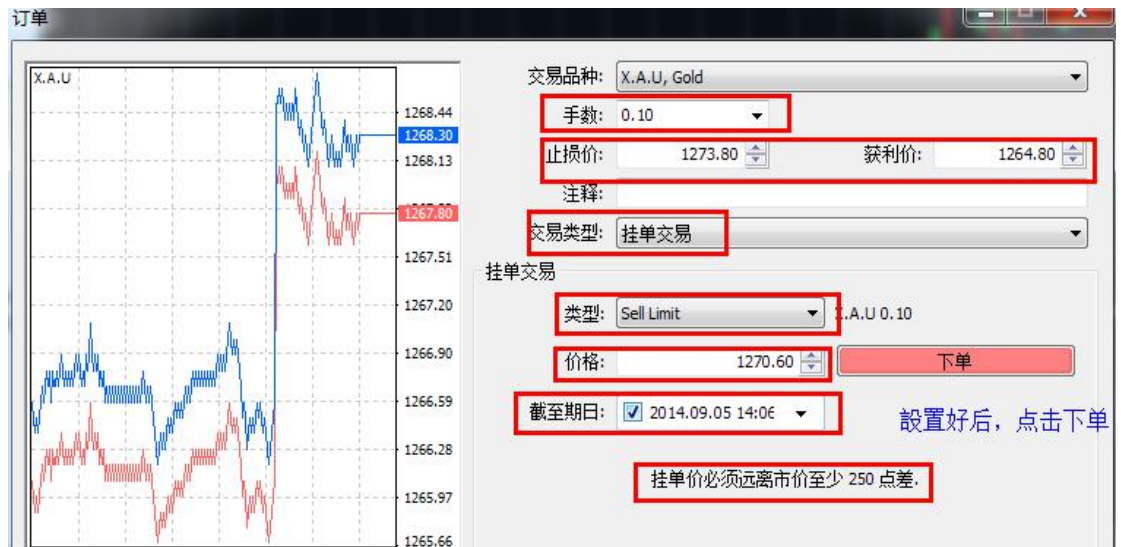 订单
X.A.U
1268.44
1268.30
1268.13
1267.80
1267.51
1267.20
1266.90
1266.59
1266.28
1265.97
1265.66
交易品种: X.A.U, Gold
手数: 0.10
止损价: 1273.80 获利价: 1264.80
注释:
交易类型: 挂单交易
挂单交易
类型: Sell Limit .A.U 0.10
价格: 1270.60 下单
截至期日: 2014.09.05 14:06
設置好后，点击下单
挂单价必须远离市价至少 250 点差.